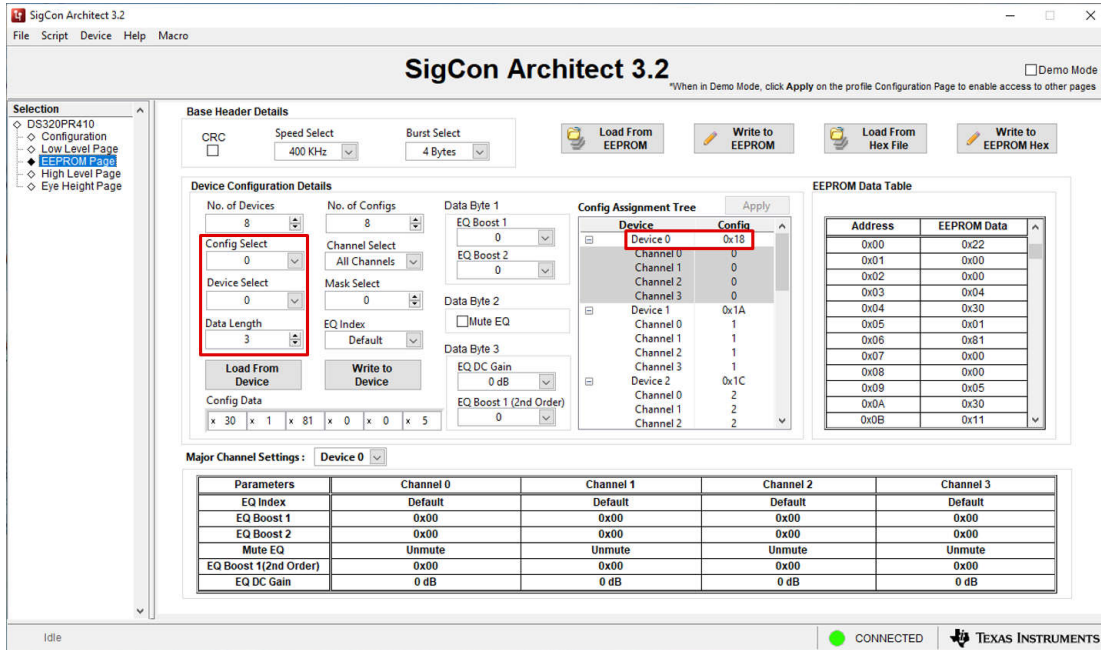 SigCon Architect 3.2
File Script Device Help Macro
SigCon Architect 3.2
Demo Mode
*When in Demo Mode, click Apply on the profile Configuration Page to enable access to other pages
Selection
DS320PR410
Configuration
Low Level Page
EEPROM Page
High Level Page
Eye Height Page
Base Header Details
CRC
Speed Select
400 KHz
Burst Select
4 Bytes
Load From
EEPROM
Write to
EEPROM
Load From
Hex File
Write to
EEPROM Hex
Device Configuration Details
No. of Devices
8
No. of Configs
8
Config Select
0
Channel Select
All Channels
Device Select
0
Mask Select
0
Data Length
3
EQ Index
Default
Load From
Device
Write to
Device
Config Data
x 30 x 1 x 81 x 0 x 0 x 5
Data Byte 1
EQ Boost 1
0
EQ Boost 2
0
Data Byte 2
Mute EQ
Data Byte 3
EQ DC Gain
0 dB
EQ Boost 1 (2nd Order)
0
Config Assignment Tree
Apply
Device Config
Device 0 0x18
Channel 0 0
Channel 1 0
Channel 2 0
Channel 3 0
Device 1 0x1A
Channel 0 1
Channel 1 1
Channel 2 1
Channel 3 1
Device 2 0x1C
Channel 0 2
Channel 1 2
Channel 2 2
EEPROM Data Table
Address EEPROM Data
0x00 0x22
0x01 0x00
0x02 0x00
0x03 0x04
0x04 0x30
0x05 0x01
0x06 0x81
0x07 0x00
0x08 0x00
0x09 0x05
0x0A 0x30
0x0B 0x11
Major Channel Settings : Device 0
Parameters Channel 0 Channel 1 Channel 2 Channel 3
EQ Index Default Default Default Default
EQ Boost 1 0x00 0x00 0x00 0x00
EQ Boost 2 0x00 0x00 0x00 0x00
Mute EQ Unmute Unmute Unmute Unmute
EQ Boost 1(2nd Order) 0x00 0x00 0x00 0x00
EQ DC Gain 0 dB 0 dB 0 dB 0 dB
Idle
CONNECTED
TEXAS INSTRUMENTS